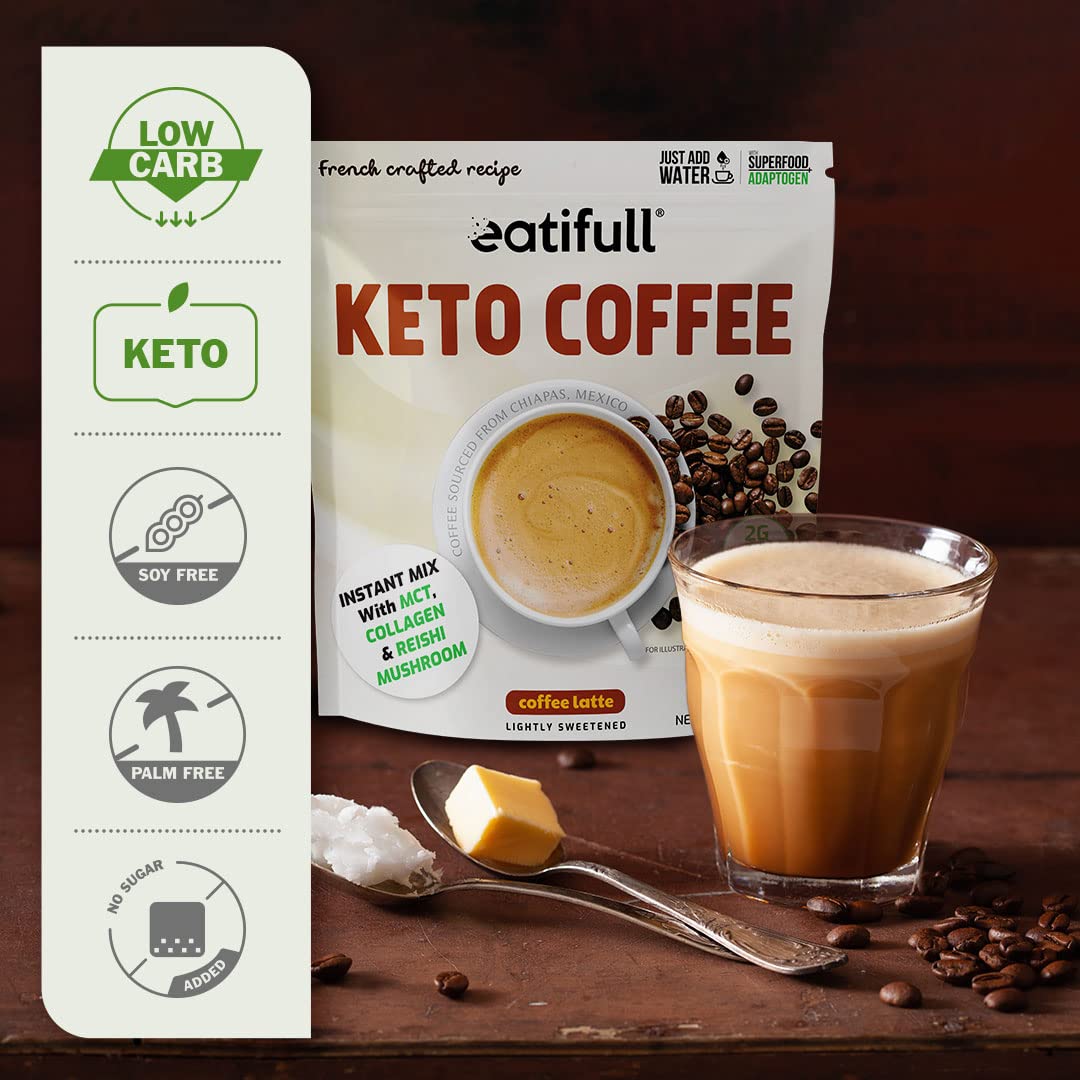 LOW
CARB
KETO
SOY FREE
PALM FREE
NO SUGAR
ADDED
French crafted recipe
JUST ADD
WATER
WITH
SUPERFOOD
ADAPTOGEN
eatifull®
KETO COFFEE
COFFEE SOURCED FROM CHIAPAS, MEXICO
2G
INSTANT MIX
With MCT,
COLLAGEN
& REISHI
MUSHROOM
coffee latte
LIGHTLY SWEETENED